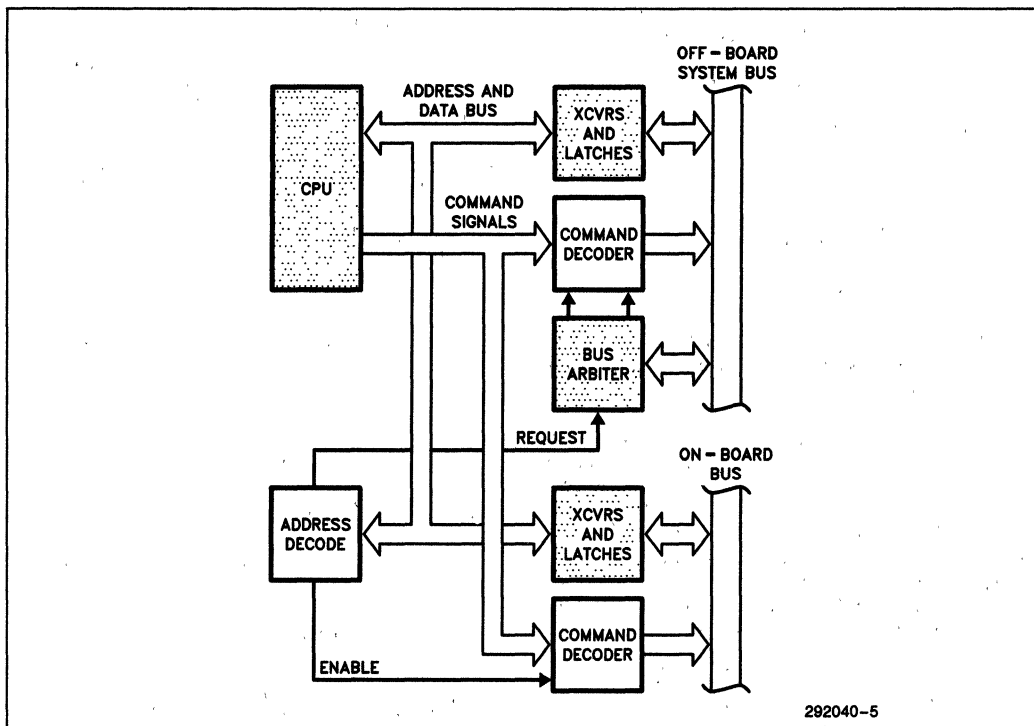 OFF-BOARD
SYSTEM BUS
ADDRESS AND
DATA BUS
XCVRS
AND
LATCHES
CPU
COMMAND
SIGNALS
COMMAND
DECODER
BUS
ARBITER
REQUEST
ON-BOARD
BUS
ADDRESS
DECODE
XCVRS
AND
LATCHES
COMMAND
DECODER
ENABLE
292040-5